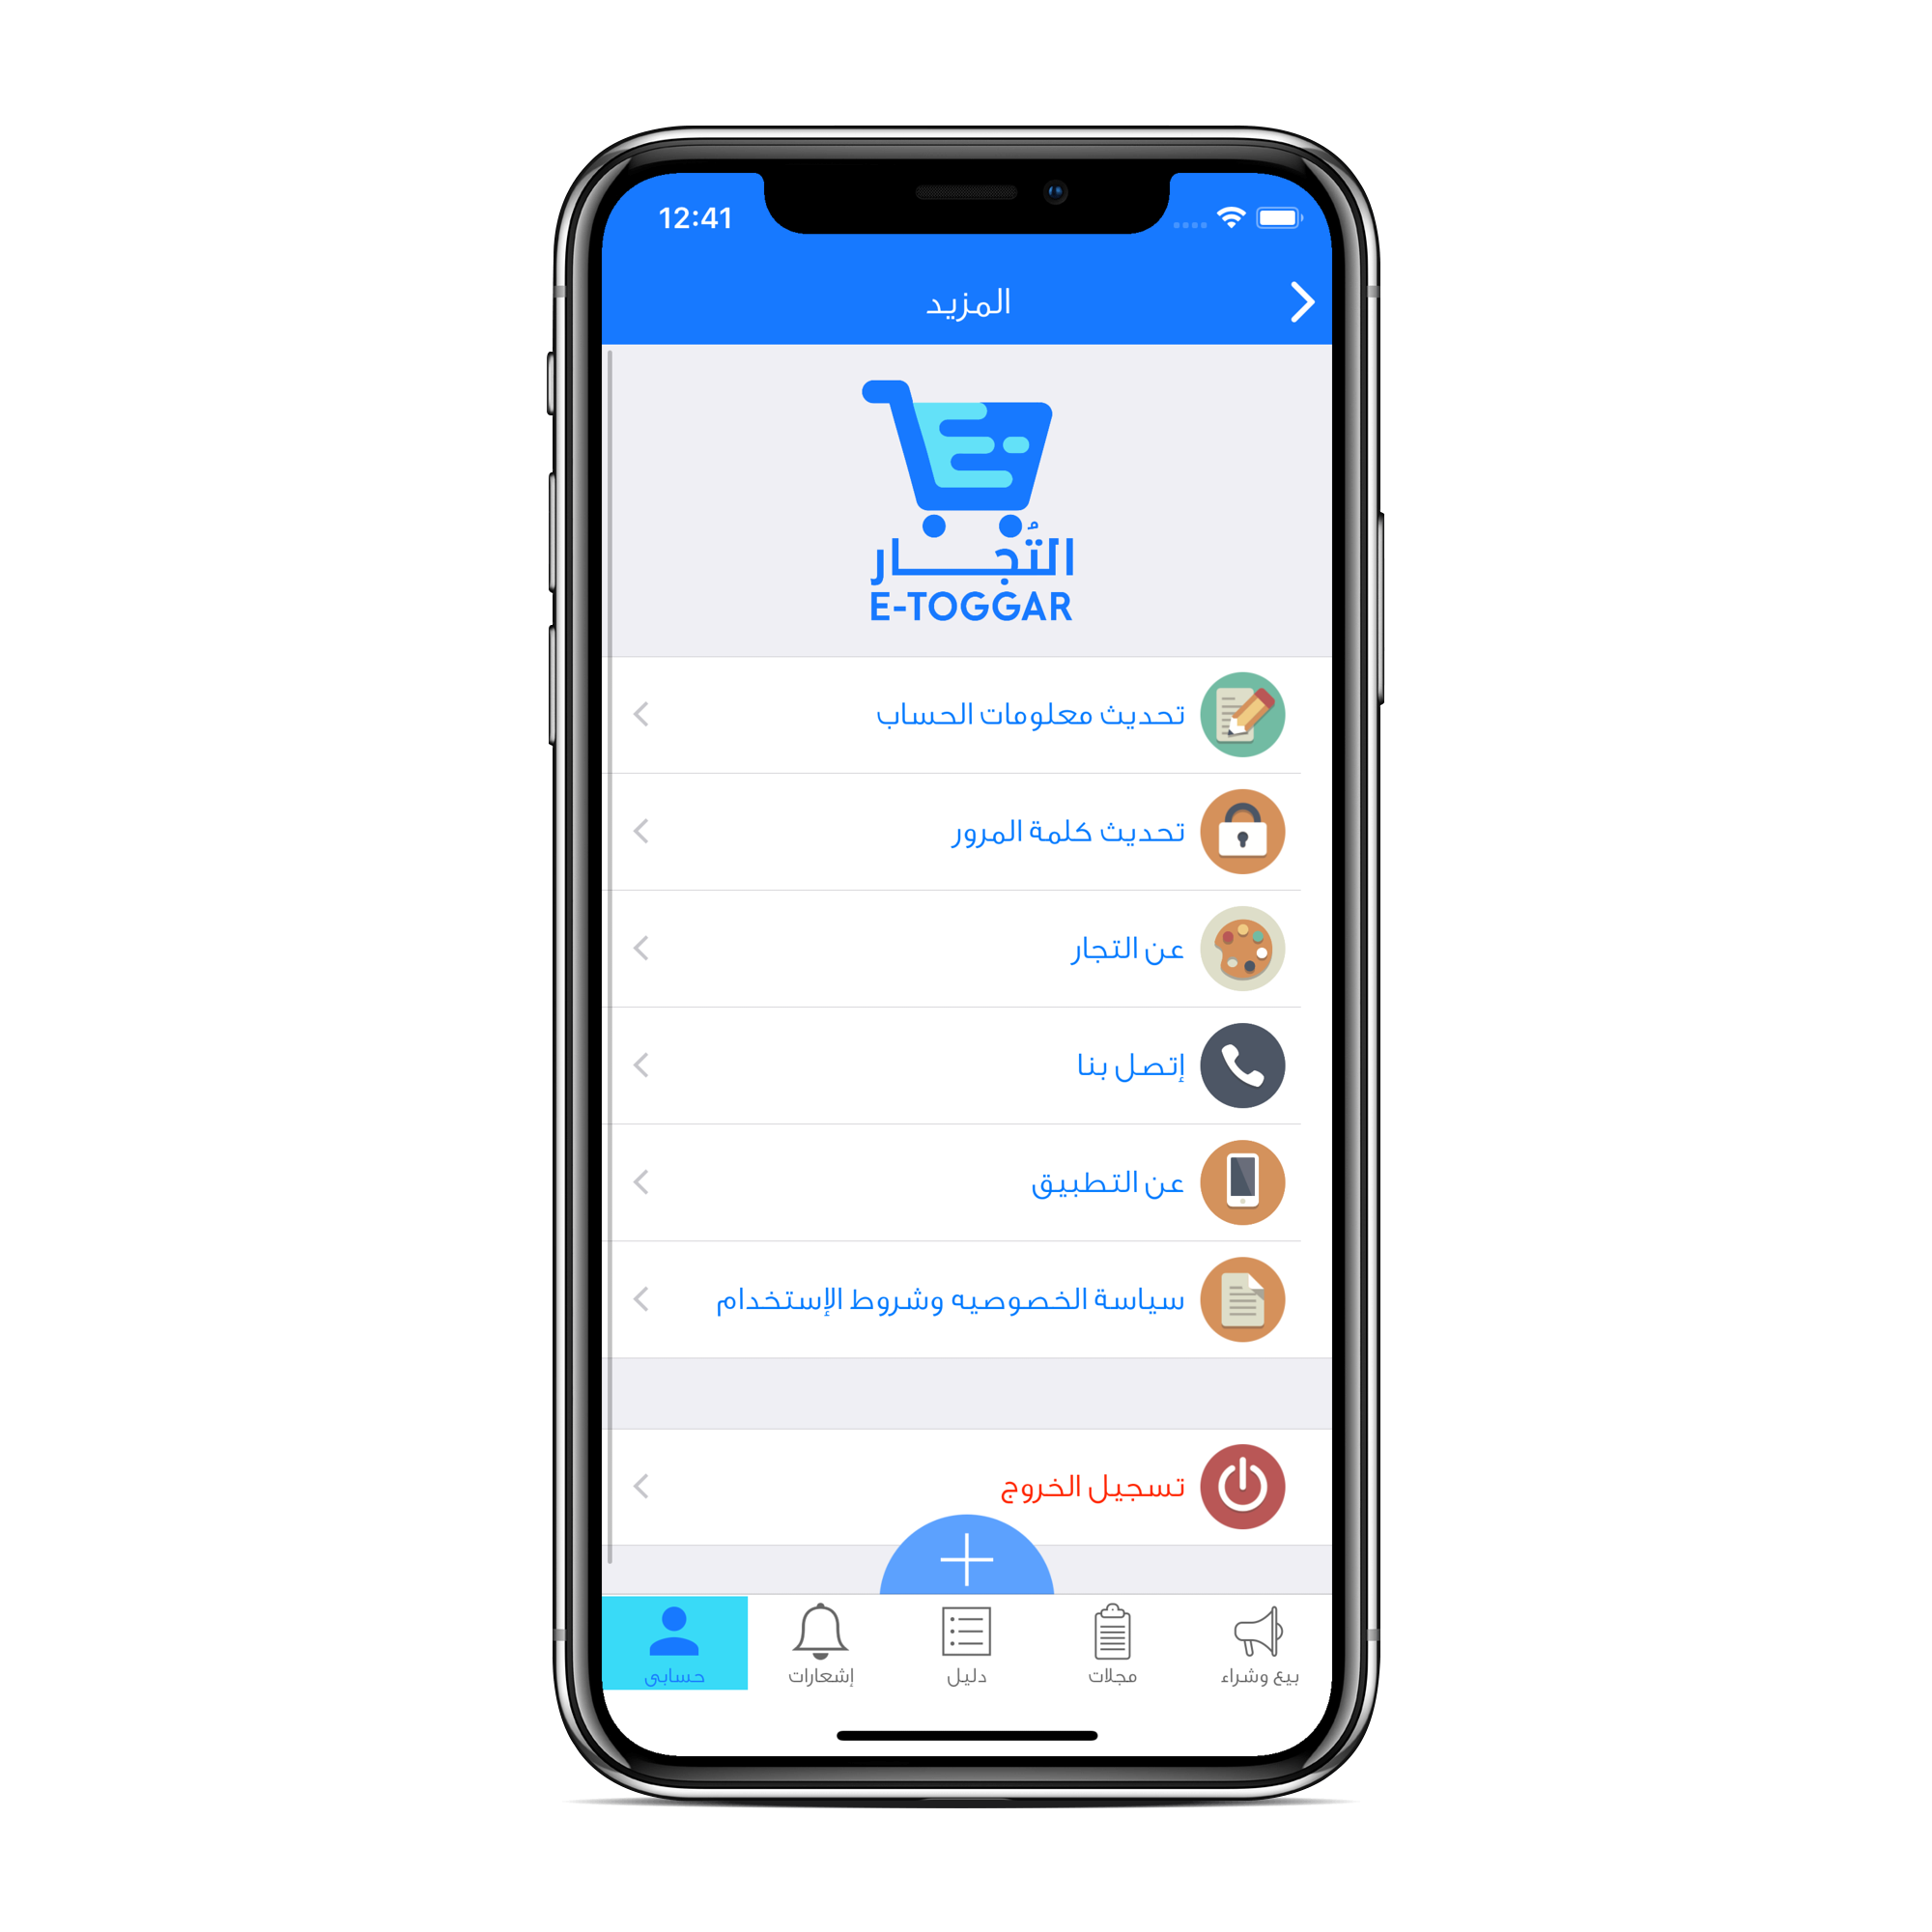 12:41
المزيد
التُجار
E-TOGGAR
تحديث معلومات الحساب
تحديث كلمة المرور
عن التجار
إتصل بنا
عن التطبيق
سياسة الخصوصيه وشروط الإستخدام
تسجيل الخروج
بيع وشراء
مجلات
دليل
إشعارات
حسابى